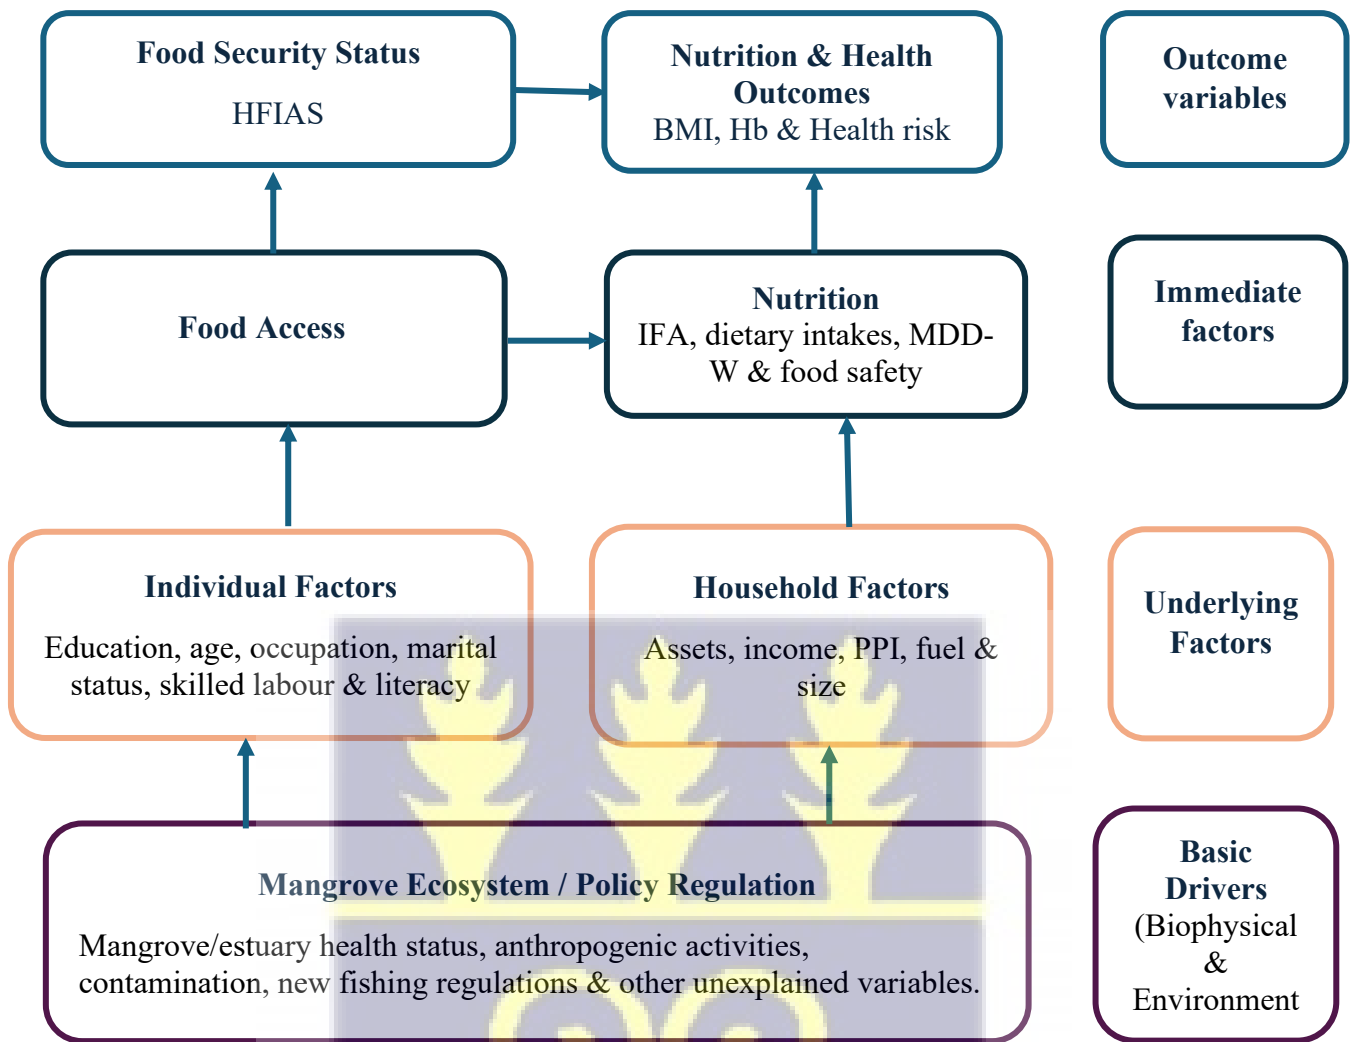 Food Security Status
HFIAS
Nutrition & Health
Outcomes
BMI, Hb & Health risk
Outcome
variables
Food Access
Nutrition
IFA, dietary intakes, MDD-
W & food safety
Immediate
factors
Individual Factors
Education, age, occupation, marital
status, skilled labour & literacy
Household Factors
Assets, income, PPI, fuel &
size
Underlying
Factors
Mangrove Ecosystem / Policy Regulation
Mangrove/estuary health status, anthropogenic activities,
contamination, new fishing regulations & other unexplained variables.
Basic
Drivers
(Biophysical
&
Environment